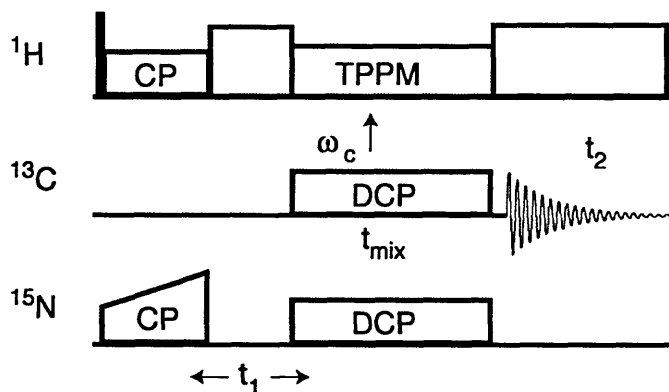 ¹H
CP
TPPM
ω_c
t₂
¹³C
DCP
t_mix
¹⁵N
CP
DCP
t₁